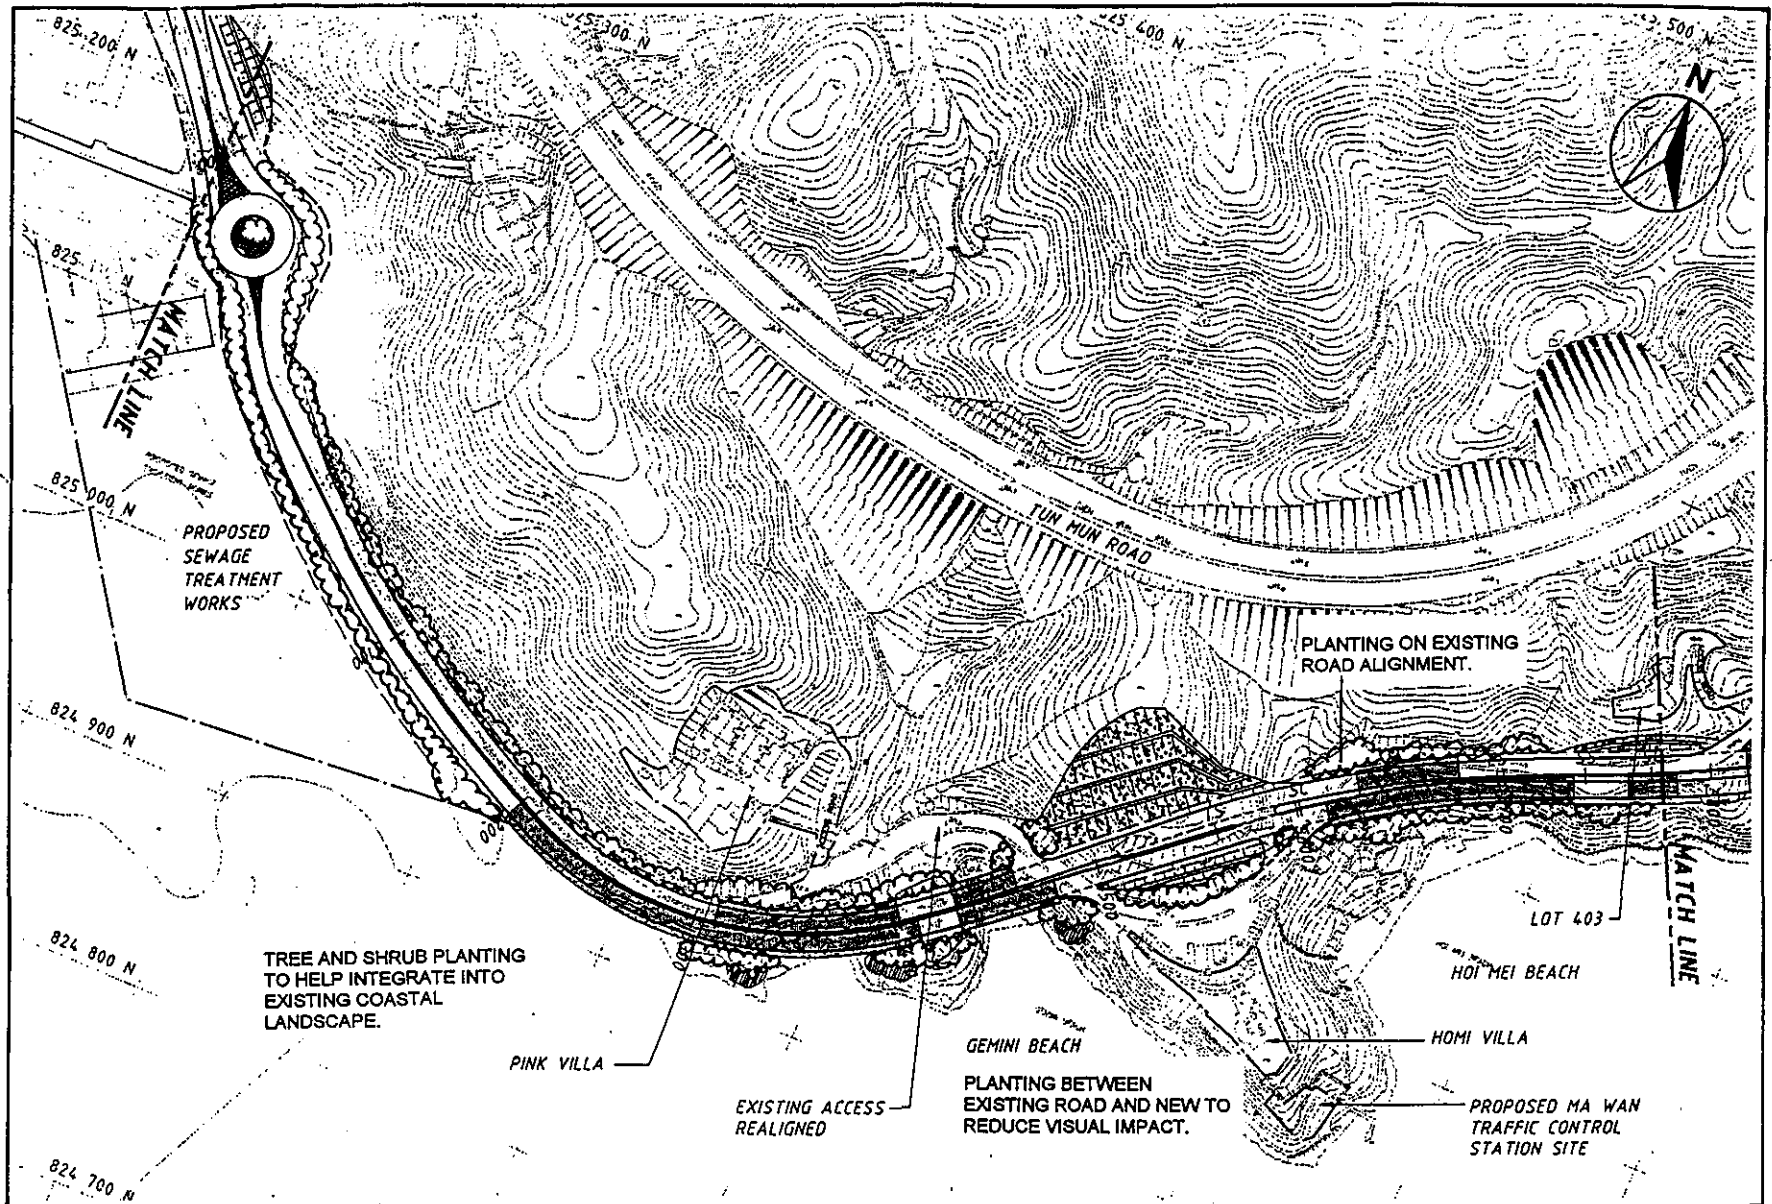 825 200 N
825 300 N
825 400 N
825 500 N
N
825 N
MATCH LINE
825 000 N
PROPOSED
SEWAGE
TREATMENT
WORKS
TUN MUN ROAD
PLANTING ON EXISTING
ROAD ALIGNMENT.
824 900 N
LOT 403
MATCH LINE
824 800 N
TREE AND SHRUB PLANTING
TO HELP INTEGRATE INTO
EXISTING COASTAL
LANDSCAPE.
HOI MEI BEACH
PINK VILLA
GEMINI BEACH
HOMI VILLA
EXISTING ACCESS
REALIGNED
PLANTING BETWEEN
EXISTING ROAD AND NEW TO
REDUCE VISUAL IMPACT.
PROPOSED MA WAN
TRAFFIC CONTROL
STATION SITE
824 700 N